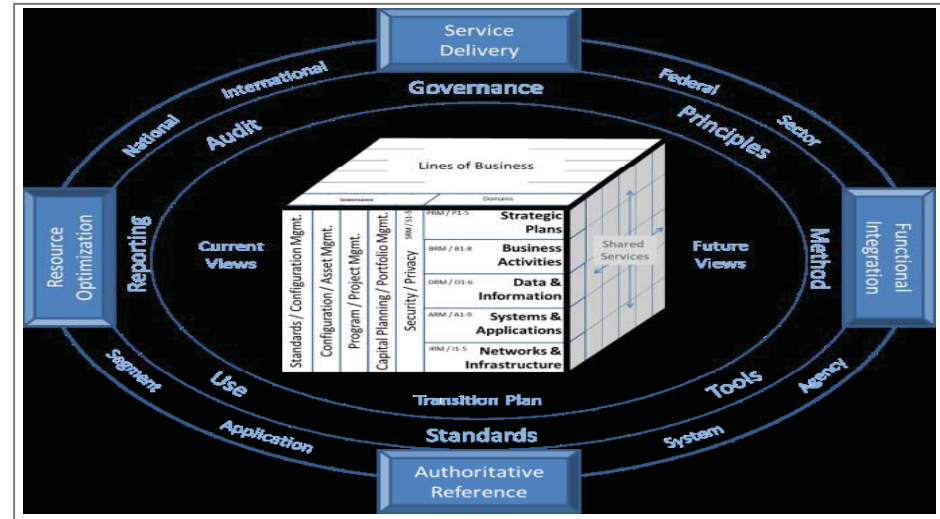 Service
Delivery
International
National
Federal
Sector
Governance
Audit
Principles
Lines of Business
Governance
Domains
Resource
Optimization
Reporting
Current
Views
Standards / Configuration Mgmt.
Configuration / Asset Mgmt.
Program / Project Mgmt.
Capital Planning / Portfolio Mgmt.
Security / Privacy
SRM / S1-5
PRM / P1-5
Strategic
Plans
BRM / B1-8
Business
Activities
DRM / D1-6
Data &
Information
ARM / A1-9
Systems &
Applications
IRM / I1-5
Networks &
Infrastructure
Shared
Services
Future
Views
Method
Functional
Integration
Segment
Use
Application
Transition Plan
Standards
Tools
Agency
System
Authoritative
Reference